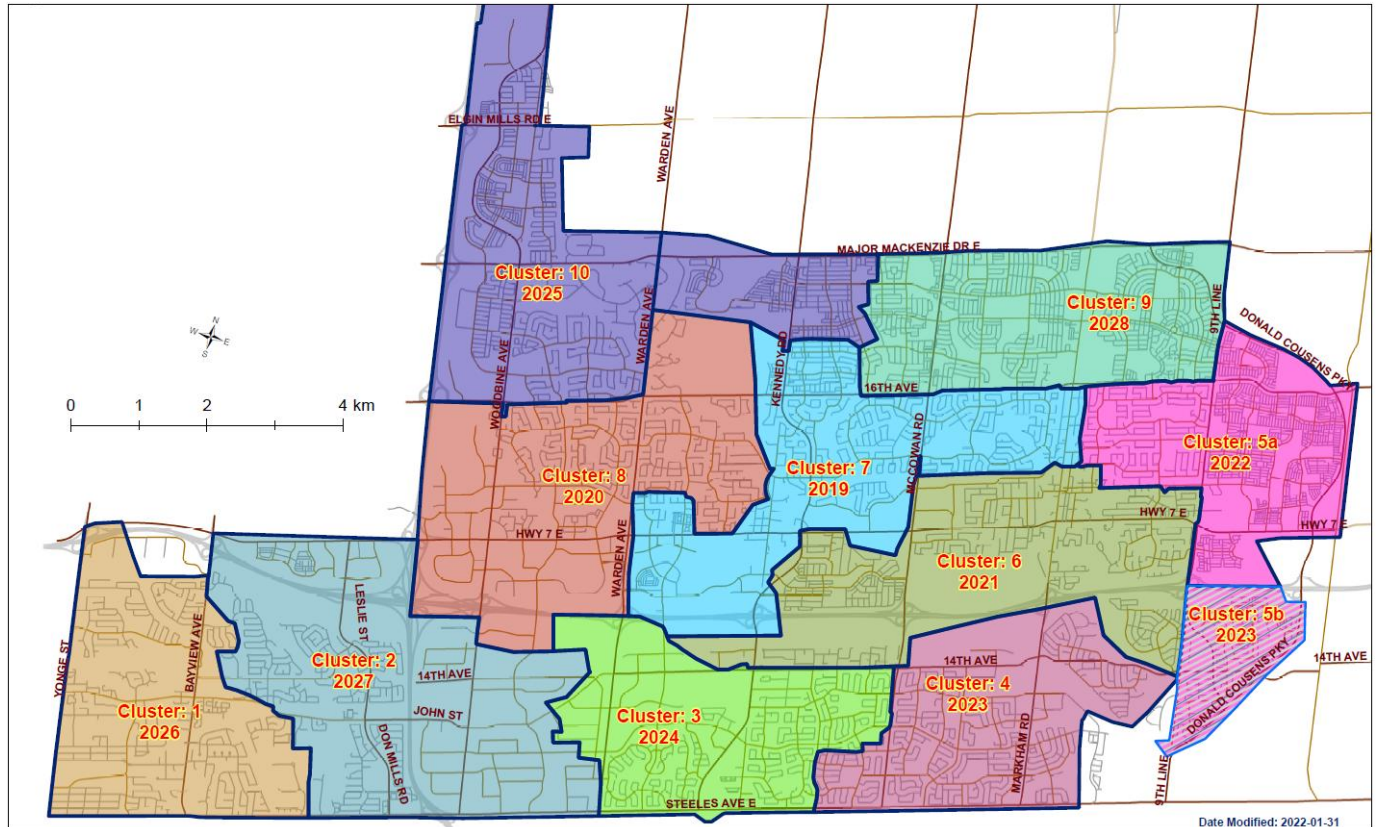 ELGIN MILLS RD E
WARDEN AVE
MAJOR MACKENZIE DR E
Cluster: 10
2025
Cluster: 9
2028
9TH LINE
DONALD COUSENS PKY
N
W
E
S
WARDEN AVE
WOODBINE AVE
KENNEDY RD
16TH AVE
0 1 2 4 km
Cluster: 8
2020
Cluster: 7
2019
MCCOWAN RD
Cluster: 5a
2022
HWY 7 E
HWY 7 E
HWY 7 E
WARDEN AVE
Cluster: 6
2021
LESLIE ST
Cluster: 5b
2023
YONGE ST
BAYVIEW AVE
Cluster: 2
2027
14TH AVE
14TH AVE
14TH AVE
Cluster: 1
2026
JOHN ST
DON MILLS RD
Cluster: 3
2024
Cluster: 4
2023
MARKHAM RD
DONALD COUSENS PKY
9TH LINE
STEELES AVE E
Date Modified: 2022-01-31